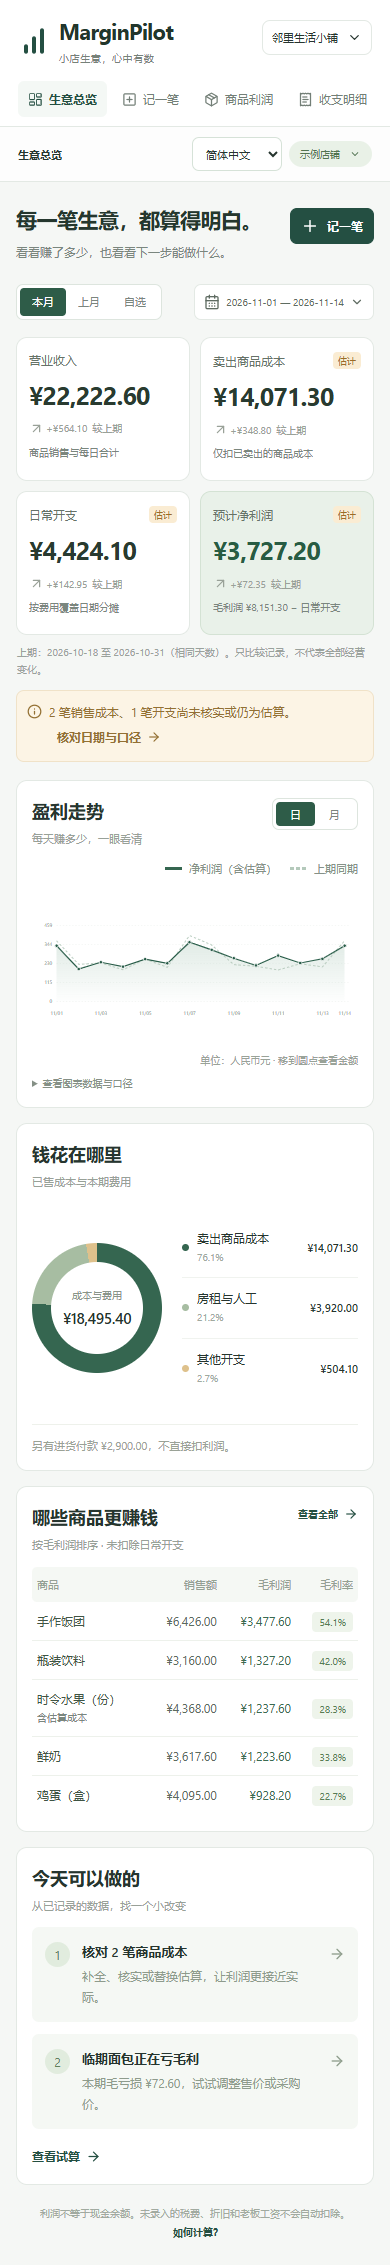 MarginPilot
小店生意，心中有数
邻里生活小铺
生意总览
记一笔
商品利润
收支明细
生意总览
简体中文
示例店铺
每一笔生意，都算得明白。
看看赚了多少，也看看下一步能做什么。
记一笔
本月
上月
自选
2026-11-01 — 2026-11-14
营业收入
¥22,222.60
+¥564.10 较上期
商品销售与每日合计
卖出商品成本
估计
¥14,071.30
+¥348.80 较上期
仅扣已卖出的商品成本
日常开支
估计
¥4,424.10
+¥142.95 较上期
按费用覆盖日期分摊
预计净利润
估计
¥3,727.20
+¥72.35 较上期
毛利润 ¥8,151.30 − 日常开支
上期：2026-10-18 至 2026-10-31（相同天数）。只比较记录，不代表全部经营
变化。
2 笔销售成本、1 笔开支尚未核实或仍为估算。
核对日期与口径
盈利走势
每天赚多少，一眼看清
日
月
净利润（含估算）
上期同期
459
344
230
115
0
11/01
11/03
11/05
11/07
11/09
11/11
11/13
11/14
单位：人民币元 · 移到圆点查看金额
查看图表数据与口径
钱花在哪里
已售成本与本期费用
成本与费用
¥18,495.40
卖出商品成本
76.1%
¥14,071.30
房租与人工
21.2%
¥3,920.00
其他开支
2.7%
¥504.10
另有进货付款 ¥2,900.00，不直接扣利润。
哪些商品更赚钱
查看全部
按毛利润排序 · 未扣除日常开支
商品 销售额 毛利润 毛利率
手作饭团 ¥6,426.00 ¥3,477.60 54.1%
瓶装饮料 ¥3,160.00 ¥1,327.20 42.0%
时令水果（份） ¥4,368.00 ¥1,237.60 28.3%
含估算成本
鲜奶 ¥3,617.60 ¥1,223.60 33.8%
鸡蛋（盒） ¥4,095.00 ¥928.20 22.7%
今天可以做的
从已记录的数据，找一个小改变
1
核对 2 笔商品成本
补全、核实或替换估算，让利润更接近实
际。
2
临期面包正在亏毛利
本期毛亏损 ¥72.60，试试调整售价或采购
价。
查看试算
利润不等于现金余额。未录入的税费、折旧和老板工资不会自动扣除。
如何计算？